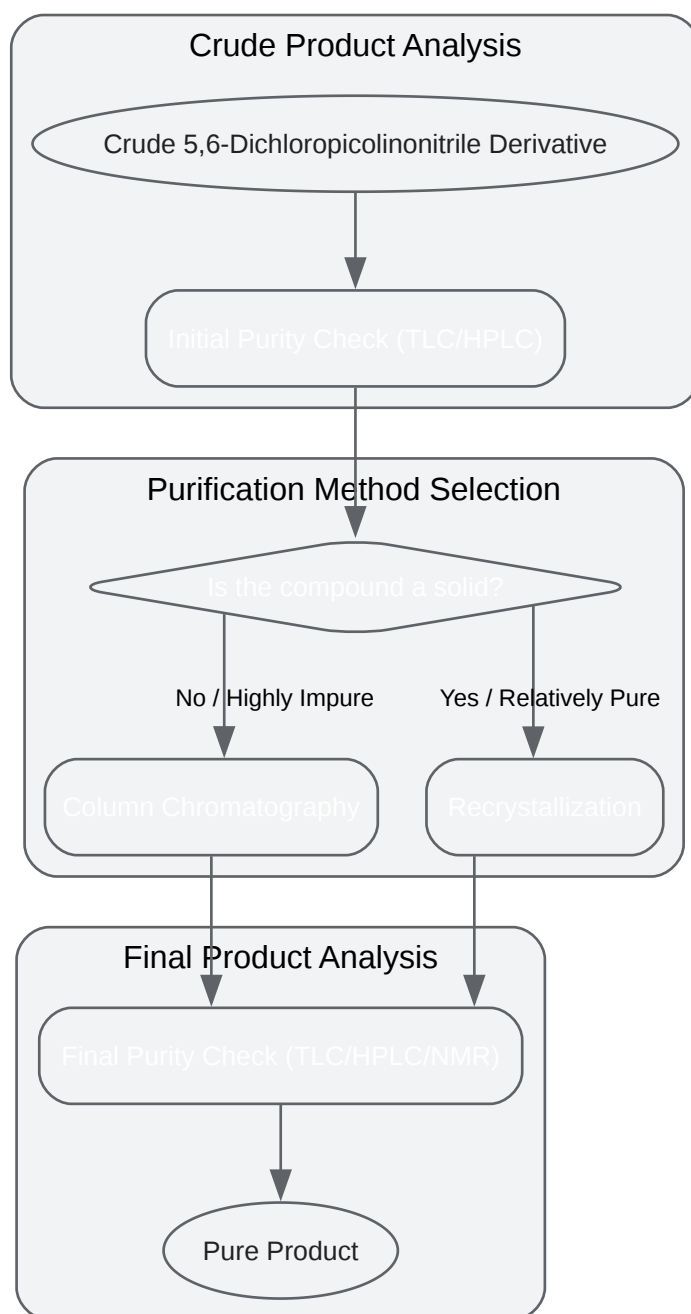 Crude Product Analysis
Crude 5,6-Dichloropicolinonitrile Derivative
Initial Purity Check (TLC/HPLC)
Purification Method Selection
Is the compound a solid?
No / Highly Impure
Yes / Relatively Pure
Column Chromatography
Recrystallization
Final Product Analysis
Final Purity Check (TLC/HPLC/NMR)
Pure Product